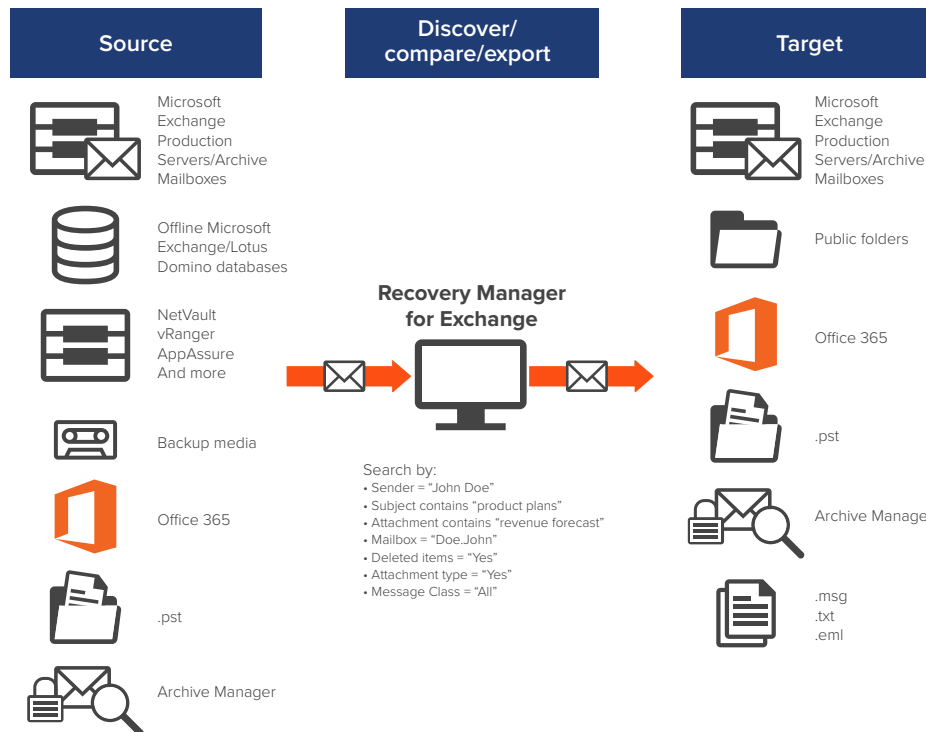 Source
Microsoft
Exchange
Production
Servers/Archive
Mailboxes
Offline Microsoft
Exchange/Lotus
Domino databases
NetVault
vRanger
AppAssure
And more
Backup media
Office 365
.pst
Archive Manager
Discover/
compare/export
Recovery Manager
for Exchange
Search by:
• Sender = “John Doe”
• Subject contains “product plans”
• Attachment contains “revenue forecast”
• Mailbox = “Doe.John”
• Deleted items = “Yes”
• Attachment type = “Yes”
• Message Class = “All”
Target
Microsoft
Exchange
Production
Servers/Archive
Mailboxes
Public folders
Office 365
.pst
Archive Manage
.msg
.txt
.eml